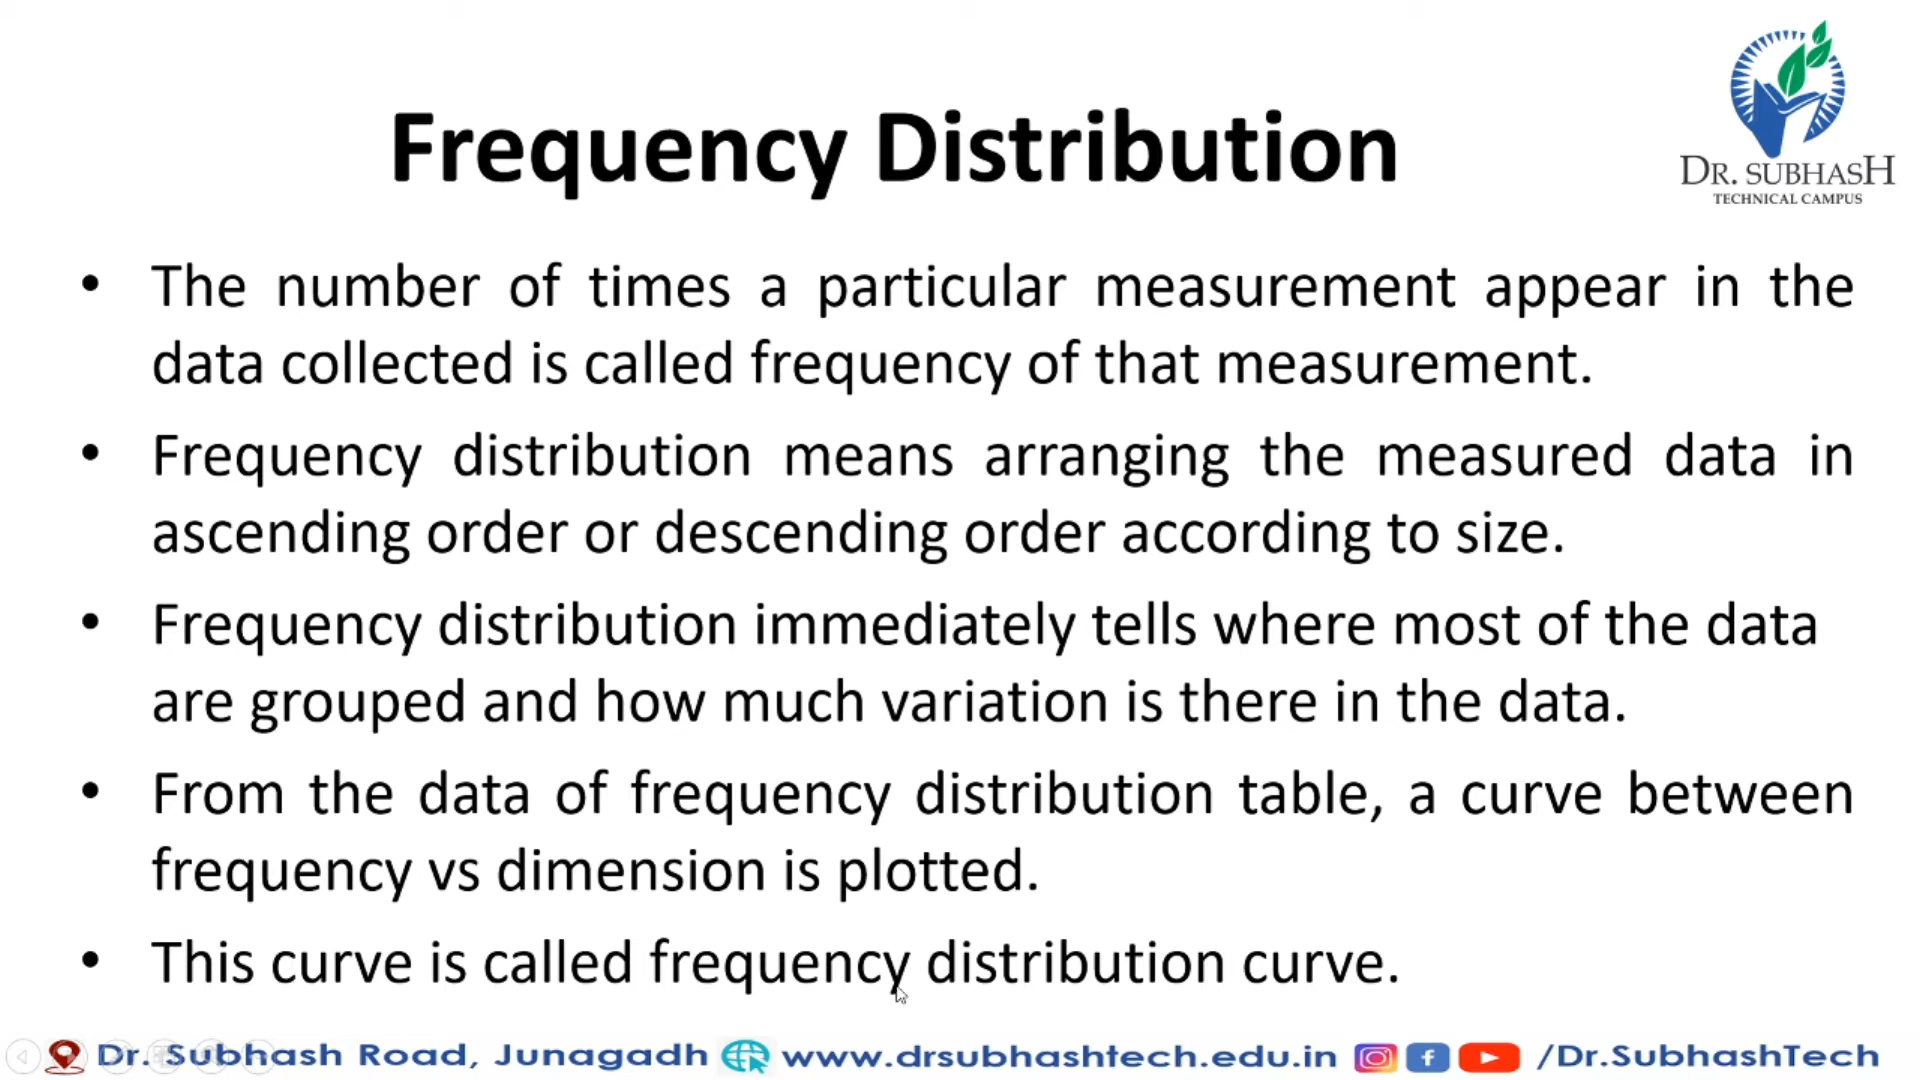 DR. SUBHASH
TECHNICAL CAMPUS
Frequency Distribution
• The number of times a particular measurement appear in the
data collected is called frequency of that measurement.
• Frequency distribution means arranging the measured data in
ascending order or descending order according to size.
• Frequency distribution immediately tells where most of the data
are grouped and how much variation is there in the data.
• From the data of frequency distribution table, a curve between
frequency vs dimension is plotted.
• This curve is called frequency distribution curve.
Dr. Subhash Road, Junagadh www.drsubhashtech.edu.in f /Dr.SubhashTech